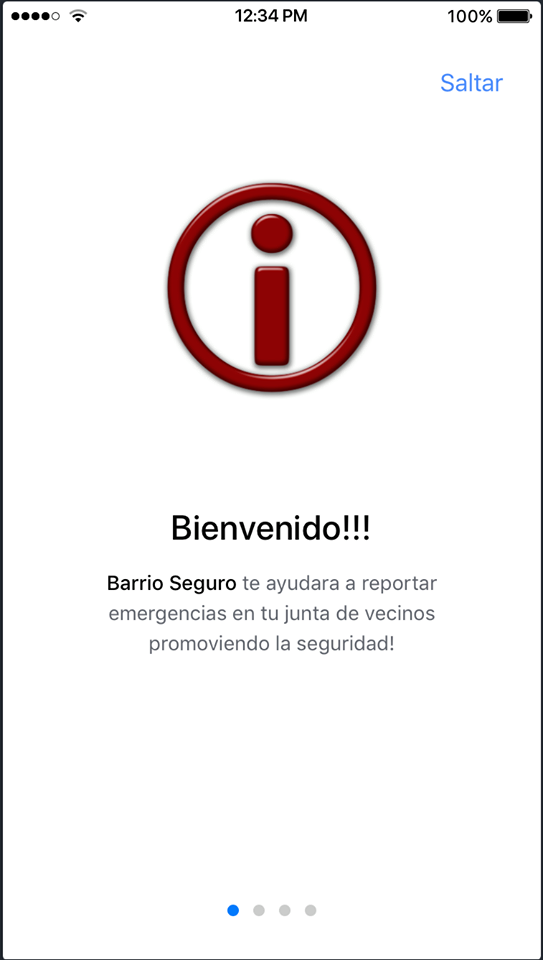 12:34 PM 100%
Saltar
Bienvenido!!!
Barrio Seguro te ayudara a reportar
emergencias en tu junta de vecinos
promoviendo la seguridad!